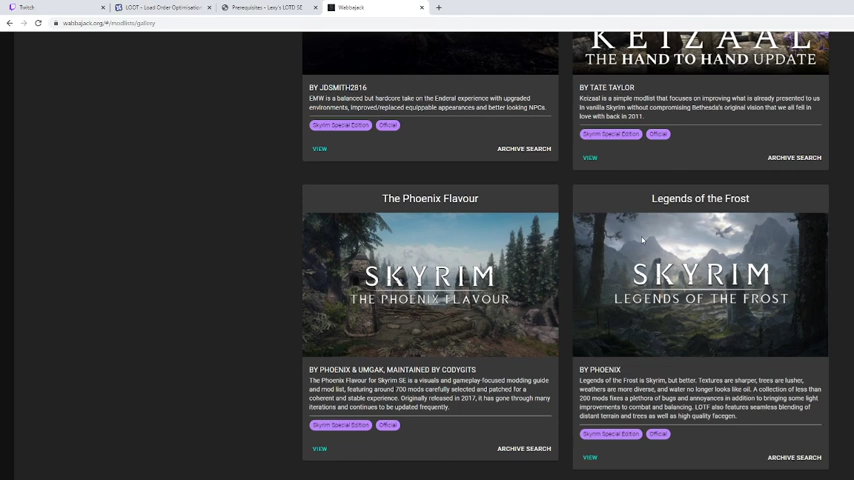 Twitch
LOOT - Load Order Optimisation
Prerequisites - Lexy's LOTD SE
Wabbajack
wabbajack.org/#/modlists/gallery
KEIZAAL
THE HAND TO HAND UPDATE
BY JDSMITH2816
EMW is a balanced but hardcore take on the Enderal experience with upgraded
environments, improved/replaced equippable appearances and better looking NPCs.
Skyrim Special Edition
Official
VIEW
ARCHIVE SEARCH
BY TATE TAYLOR
Keizaal is a simple modlist that focuses on improving what is already presented to us
in vanilla Skyrim without compromising Bethesda's original vision that we all fell in
love with back in 2011.
Skyrim Special Edition
Official
VIEW
ARCHIVE SEARCH
The Phoenix Flavour
SKYRIM
THE PHOENIX FLAVOUR
BY PHOENIX & UMGAK, MAINTAINED BY CODYGITS
The Phoenix Flavour for Skyrim SE is a visuals and gameplay-focused modding guide
and mod list, featuring around 700 mods carefully selected and patched for a
coherent and stable experience. Originally released in 2017, it has gone through many
iterations and continues to be updated frequently.
Skyrim Special Edition
Official
VIEW
ARCHIVE SEARCH
Legends of the Frost
SKYRIM
LEGENDS OF THE FROST
BY PHOENIX
Legends of the Frost is Skyrim, but better. Textures are sharper, trees are lusher,
weathers are more diverse, and water no longer looks like oil. A collection of less than
200 mods fixes a plethora of bugs and annoyances in addition to bringing some light
improvements to combat and balancing. LOTF also features seamless blending of
distant terrain and trees as well as high quality facegen.
Skyrim Special Edition
Official
VIEW
ARCHIVE SEARCH